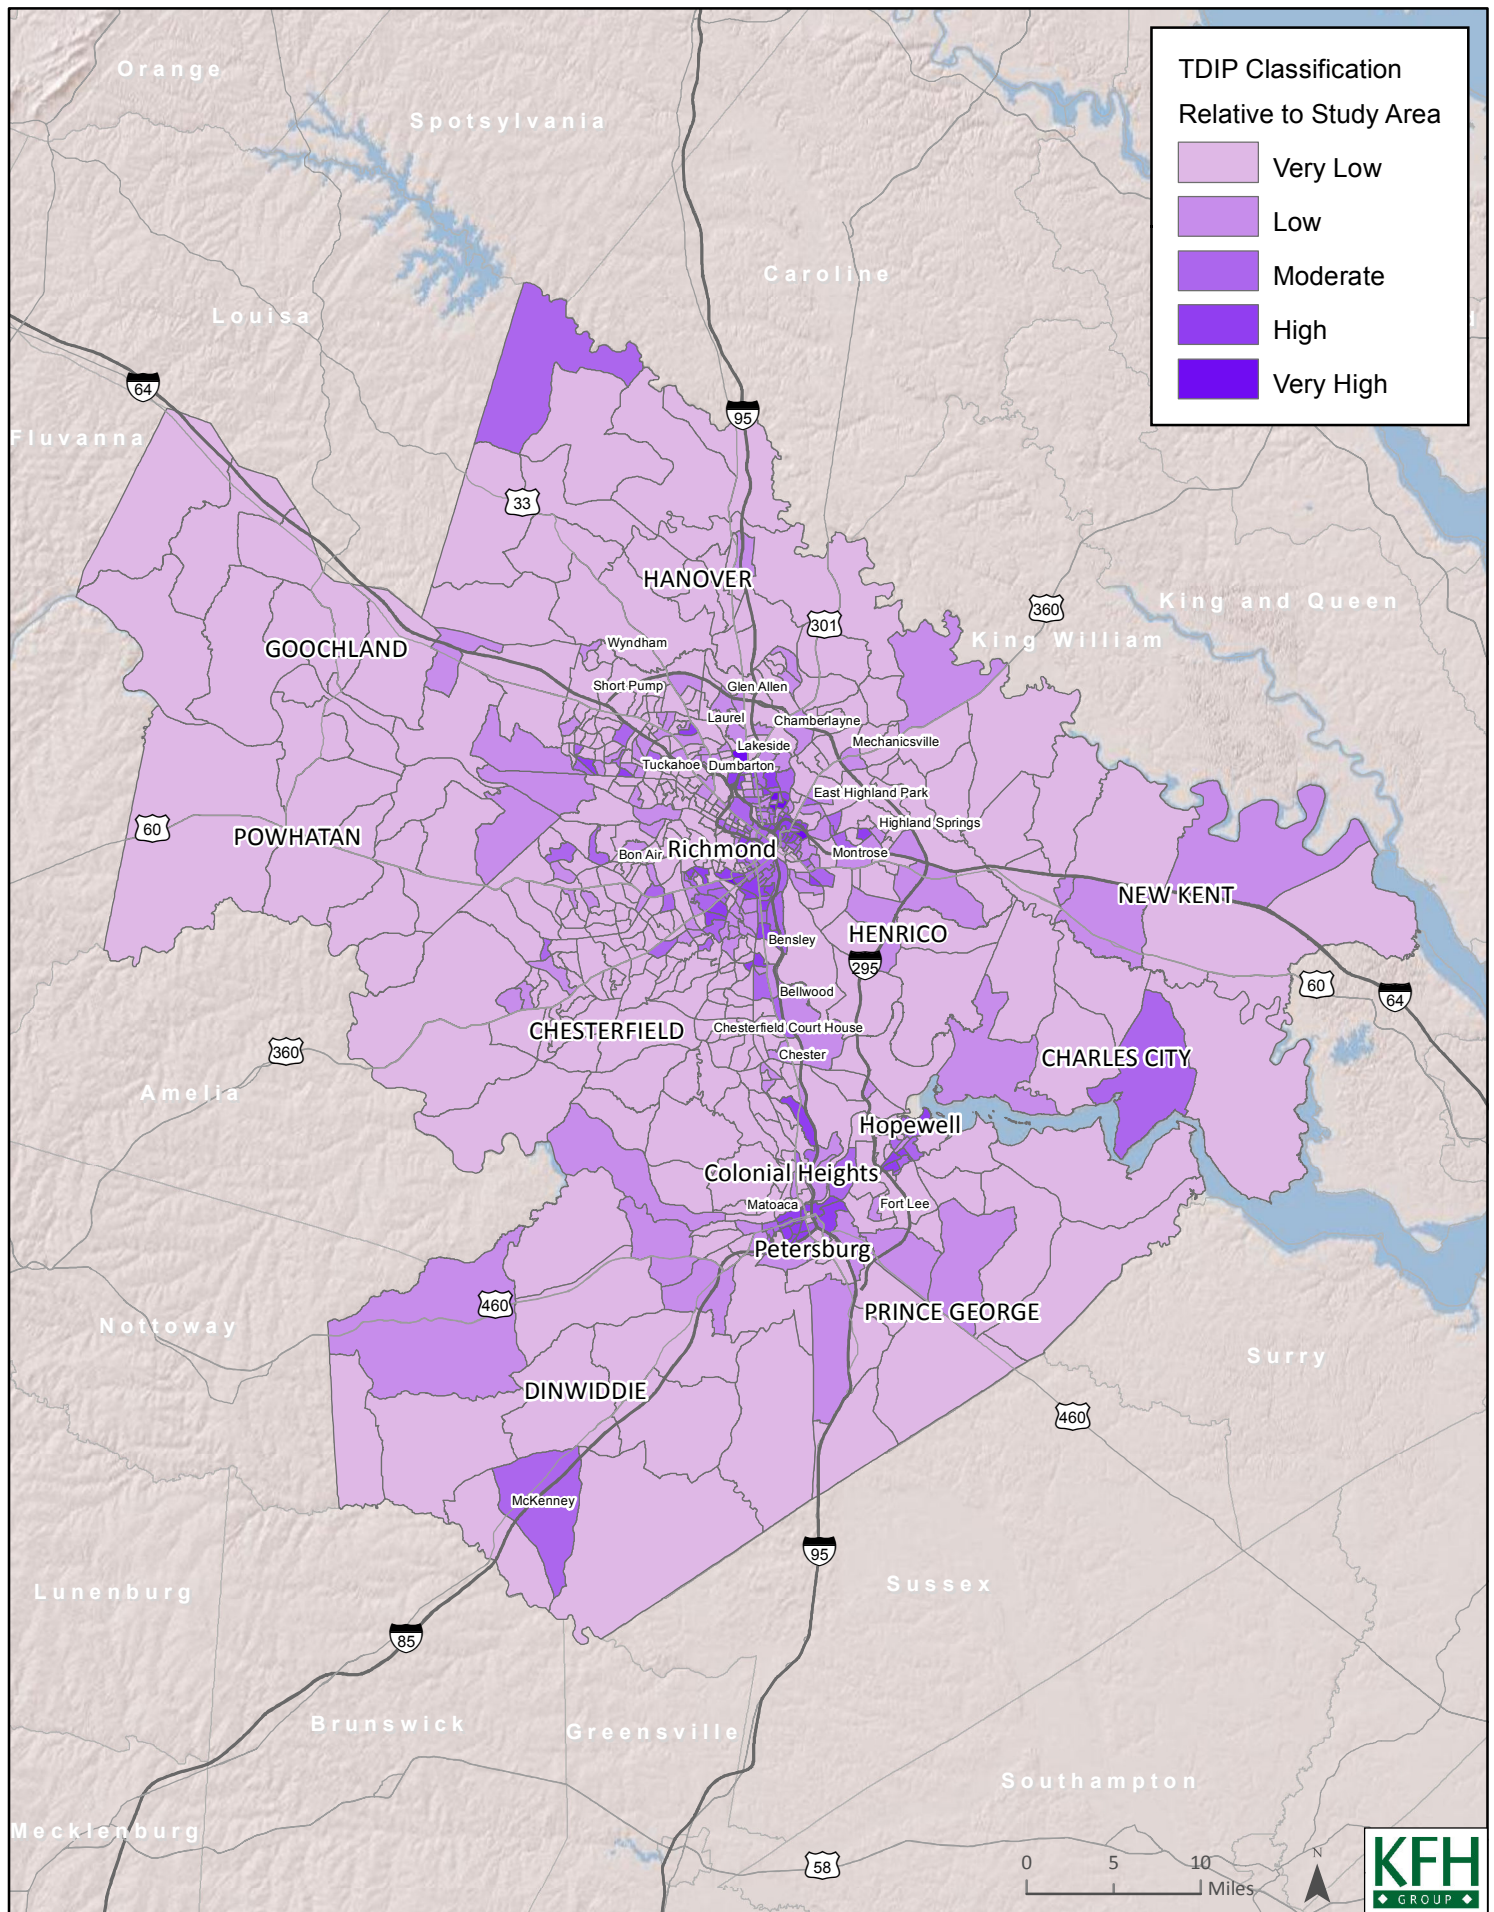 TDIP Classification
Relative to Study Area
Very Low
Low
Moderate
High
Very High
Orange
Spotsylvania
Caroline
Louisa
64
Fluvanna
95
33
HANOVER
301
360
King and Queen
King William
GOOCHLAND
Wyndham
Short Pump
Glen Allen
Laurel
Chamberlayne
Mechanicsville
Lakeside
Tuckahoe
Dumbarton
East Highland Park
Highland Springs
60
POWHATAN
Bon Air
Richmond
Montrose
NEW KENT
HENRICO
Bensley
295
60
64
Bellwood
CHESTERFIELD
Chesterfield Court House
Chester
CHARLES CITY
360
Amelia
Hopewell
Colonial Heights
Matoaca
Fort Lee
Petersburg
460
PRINCE GEORGE
Nottoway
Surry
DINWIDDIE
460
McKenney
95
Sussex
Lunenburg
85
Brunswick
Greensville
Southampton
Mecklenburg
58
0 5 10
Miles
N
KFH
GROUP